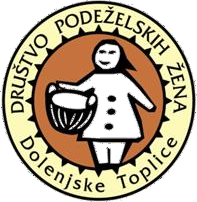 DRUŠTVO PODEŽELSKIH ŽENA
Dolenjske Toplice